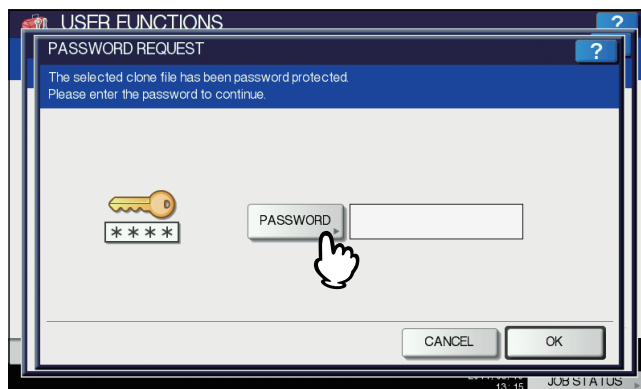 USER FUNCTIONS
?
PASSWORD REQUEST
?
The selected clone file has been password protected.
Please enter the password to continue.
****
PASSWORD
CANCEL
OK
13:15
JOB STATUS